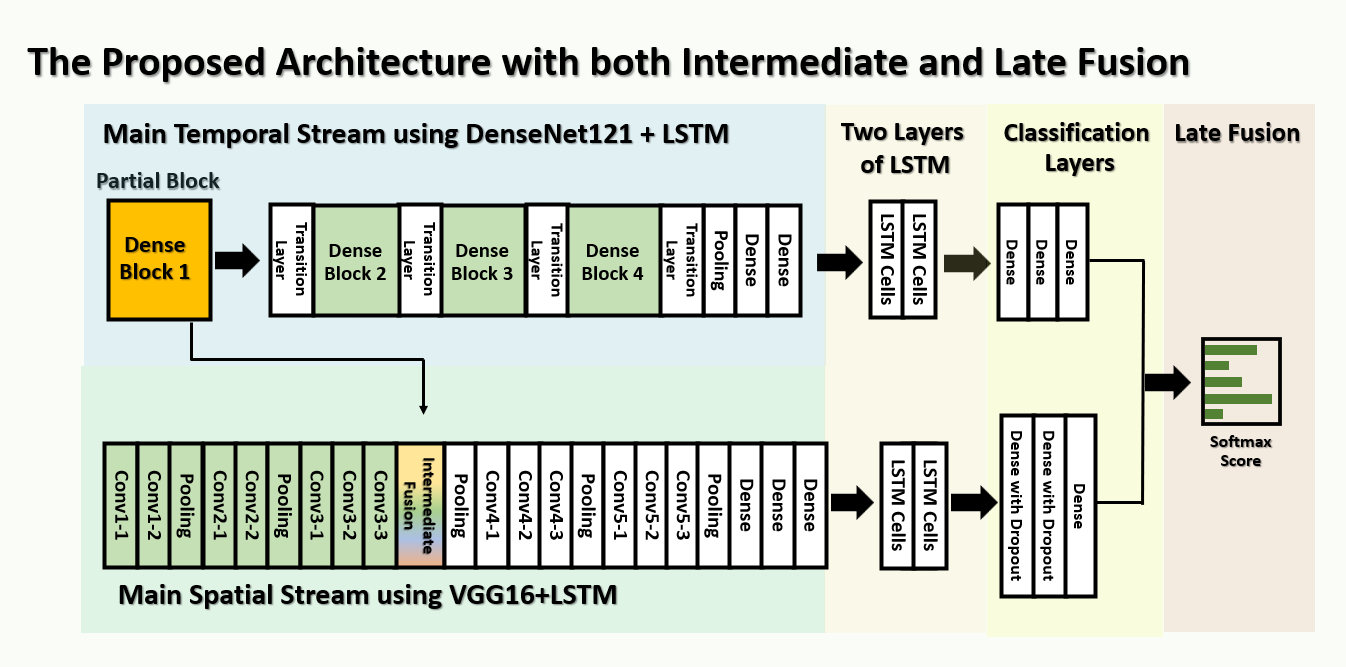 The Proposed Architecture with both Intermediate and Late Fusion
Main Temporal Stream using DenseNet121 + LSTM
Two Layers
of LSTM
Classification
Layers
Late Fusion
Partial Block
Dense
Block 1
Transition
Layer
Dense
Block 2
Transition
Layer
Dense
Block 3
Transition
Layer
Dense
Block 4
Transition
Layer
Pooling
Dense
Dense
LSTM Cells
LSTM Cells
Dense
Dense
Dense
Softmax
Score
Conv1-1
Conv1-2
Pooling
Conv2-1
Conv2-2
Pooling
Conv3-1
Conv3-2
Conv3-3
Intermediate
Fusion
Pooling
Conv4-1
Conv4-2
Conv4-3
Pooling
Conv5-1
Conv5-2
Conv5-3
Pooling
Dense
Dense
Dense
LSTM Cells
LSTM Cells
Dense with Dropout
Dense with Dropout
Dense
Main Spatial Stream using VGG16+LSTM